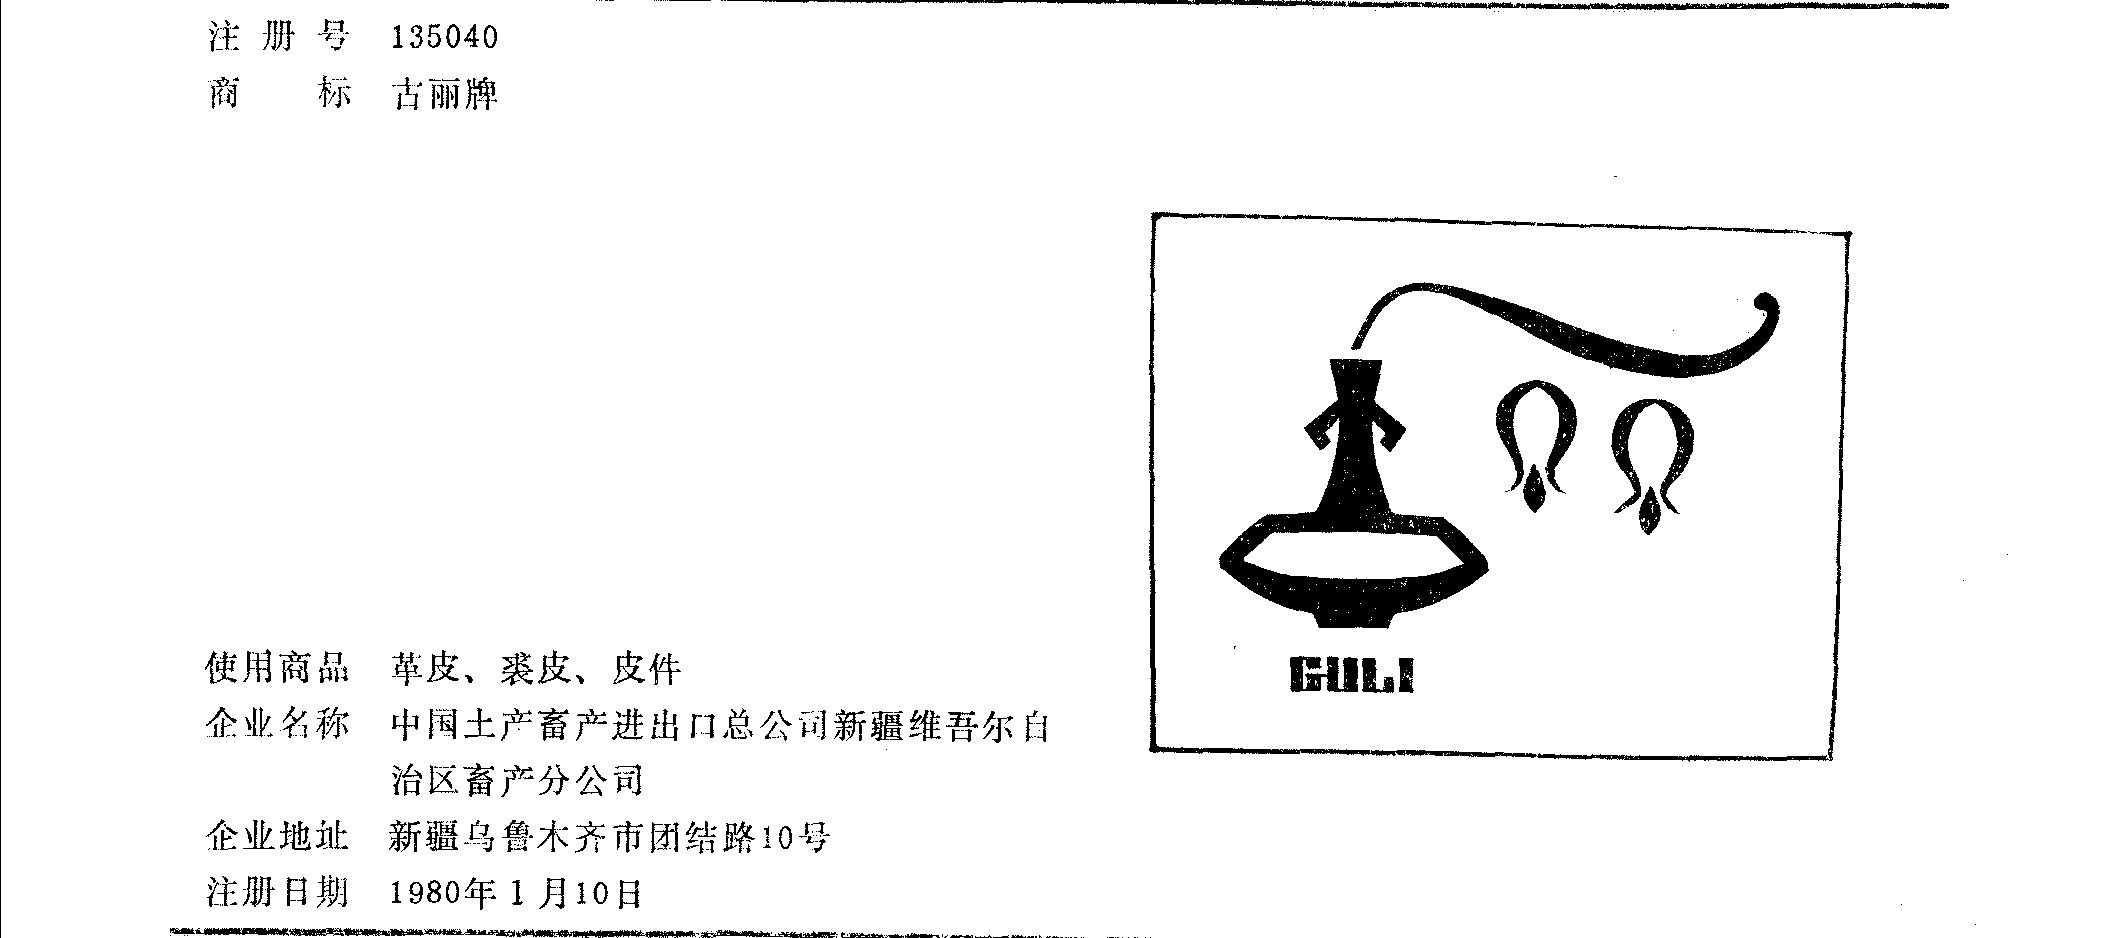 注册号 135040
商标 古丽牌
使用商品 革皮、裘皮、皮件
企业名称 中国土产畜产进出口总公司新疆维吾尔自
治区畜产分公司
企业地址 新疆乌鲁木齐市团结路10号
注册日期 1980年1月10日
GULI